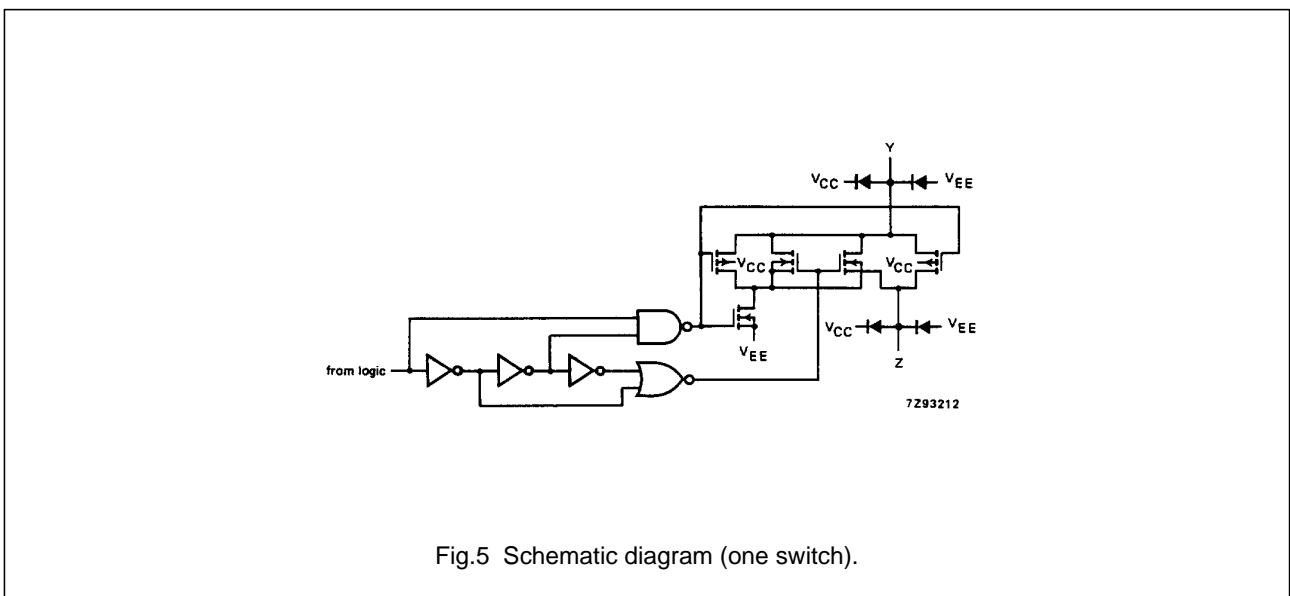 Y
VCC VEE
VCC VCC
VCC VEE
VEE
from logic
Z
7Z93212
Fig.5 Schematic diagram (one switch).